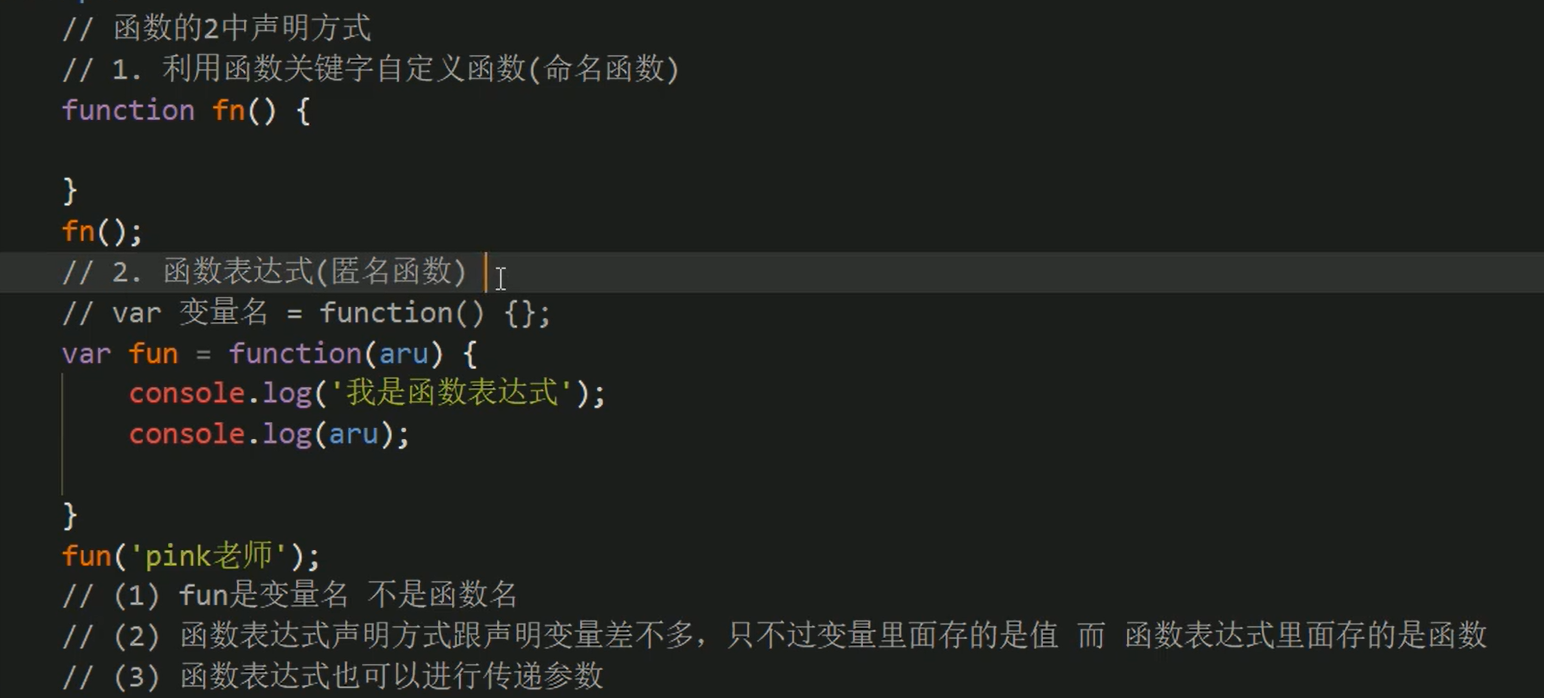 // 函数的2中声明方式
// 1. 利用函数关键字自定义函数(命名函数)
function fn() {
}
fn();
// 2. 函数表达式(匿名函数)
// var 变量名 = function() {};
var fun = function(aru) {
console.log('我是函数表达式');
console.log(aru);
}
fun('pink老师');
// (1) fun是变量名 不是函数名
// (2) 函数表达式声明方式跟声明变量差不多，只不过变量里面存的是值 而 函数表达式里面存的是函数
// (3) 函数表达式也可以进行传递参数